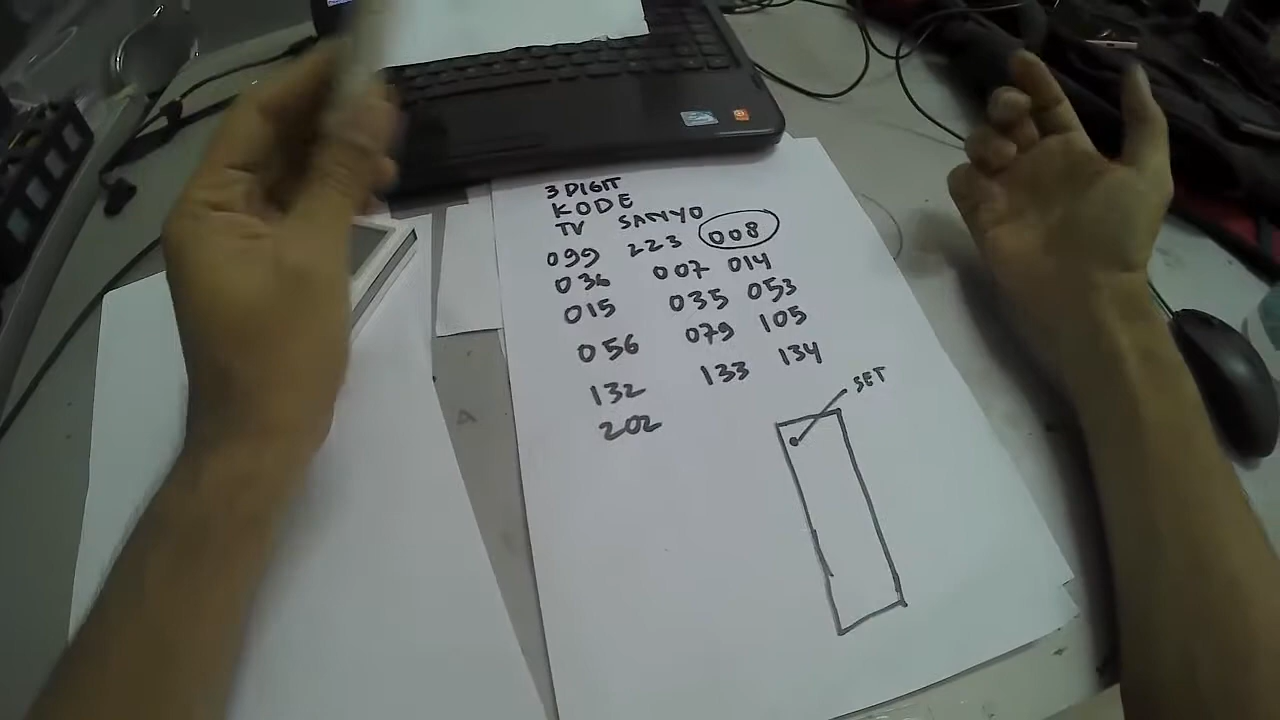 3 DIGIT
KODE
TV SANYO
099 223 008
036 007 014
015 035 053
056 079 105
132 133 134
202
SET